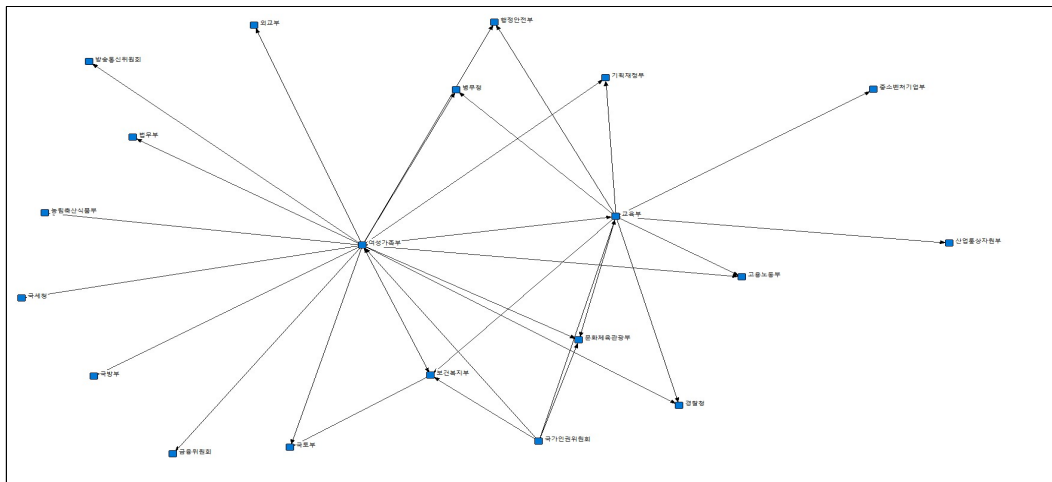 외교부
행정안전부
방송통신위원회
기획재정부
병무청
중소벤처기업부
법무부
농림축산식품부
교육부
여성가족부
산업통상자원부
고용노동부
국세청
문화체육관광부
국방부
보건복지부
경찰청
국가인권위원회
국토부
금융위원회